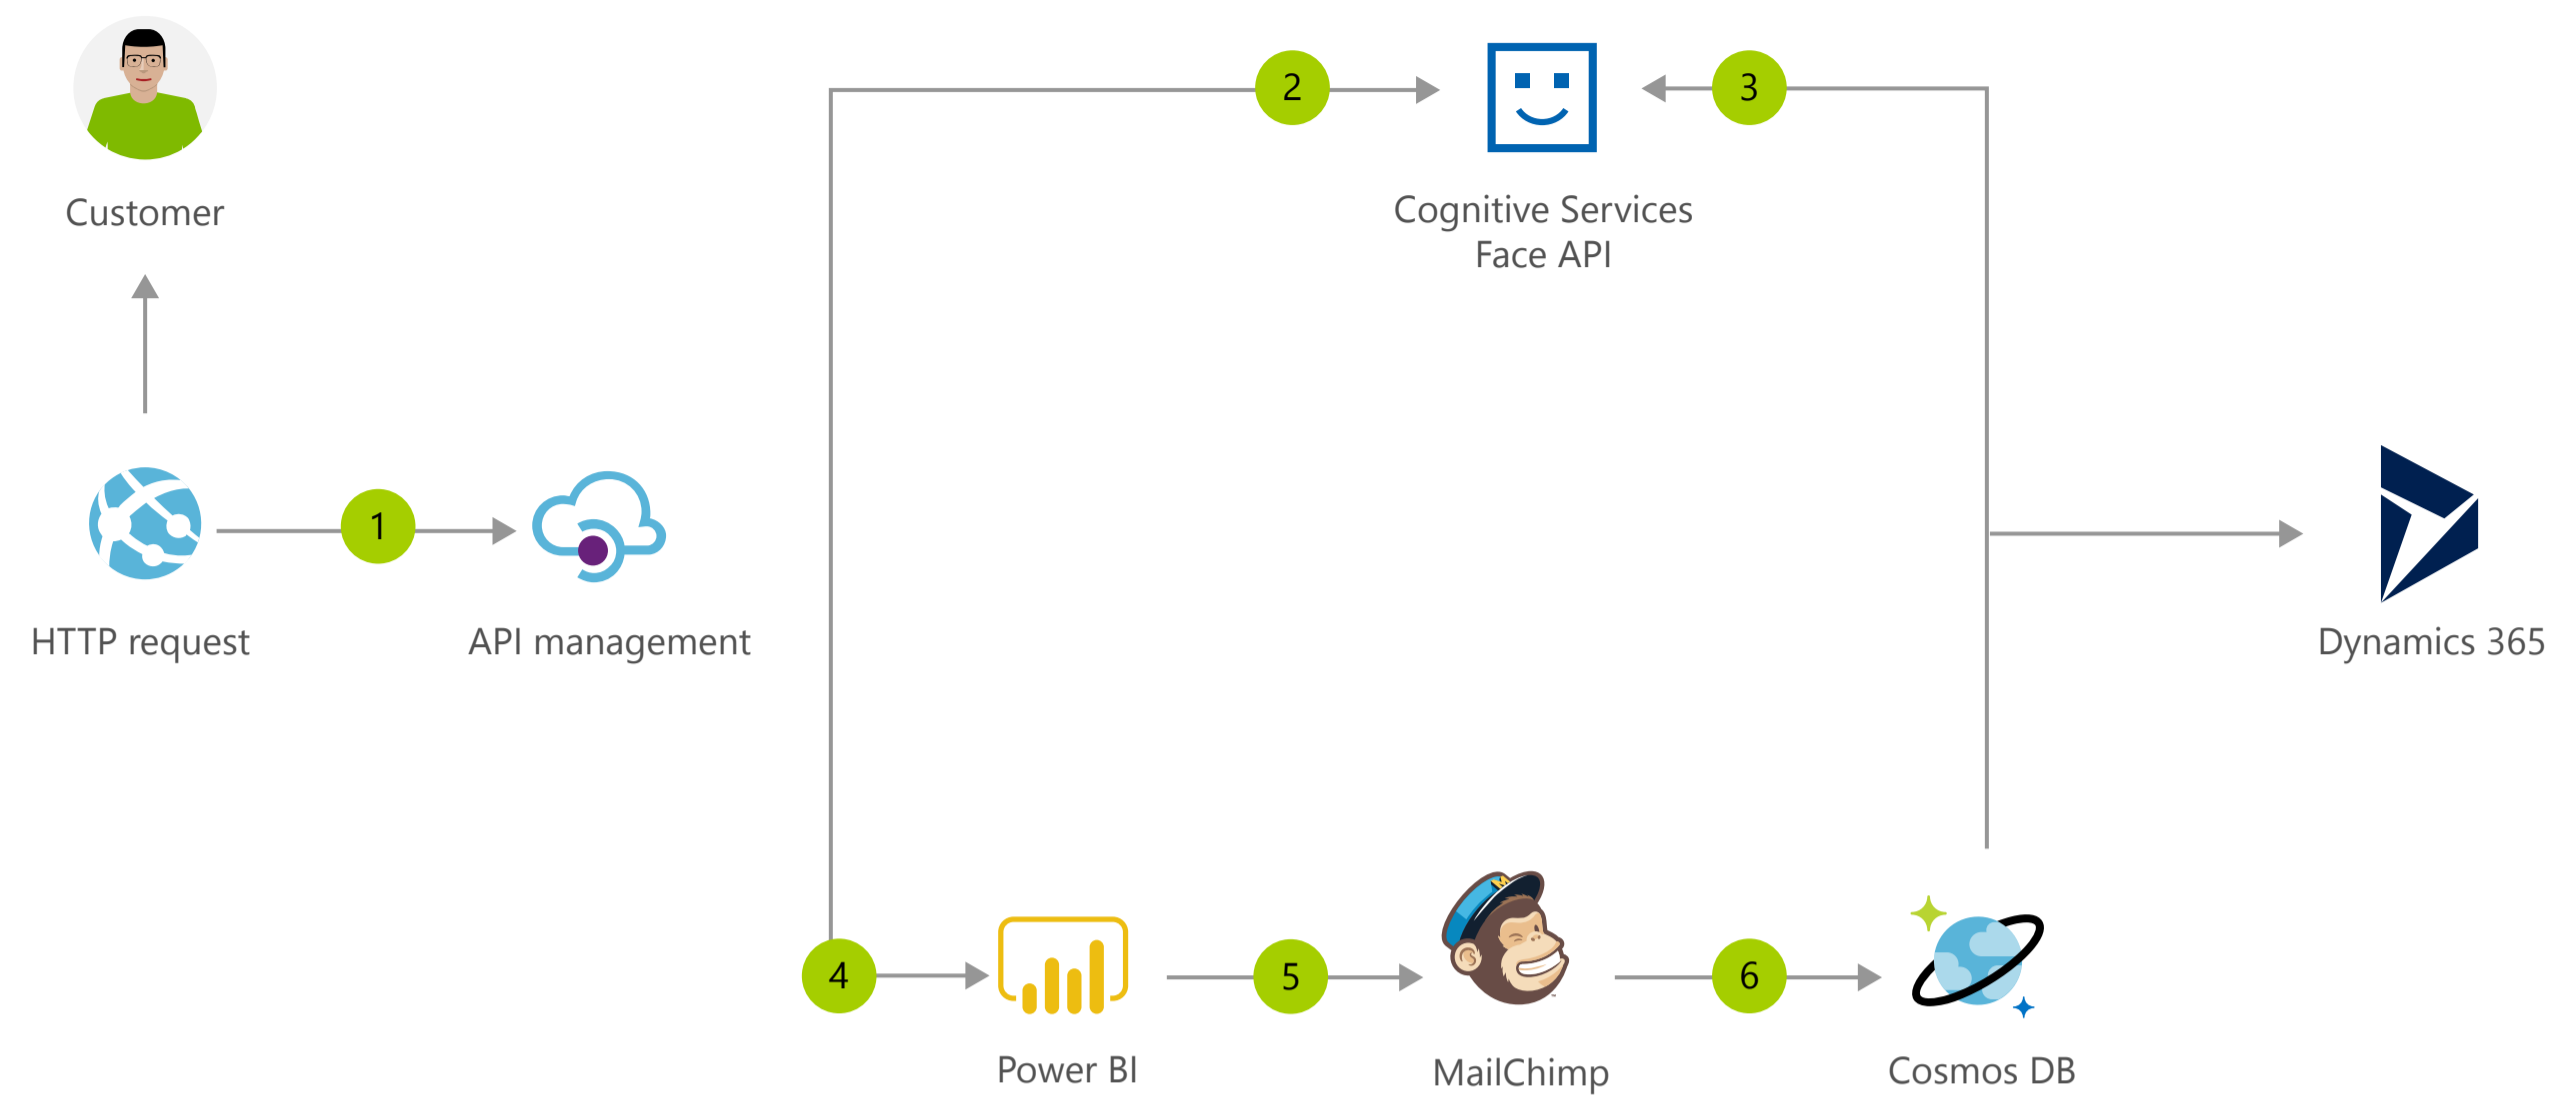 2
3
Customer
Cognitive Services
Face API
1
HTTP request
API management
Dynamics 365
4
5
6
Power BI
MailChimp
Cosmos DB